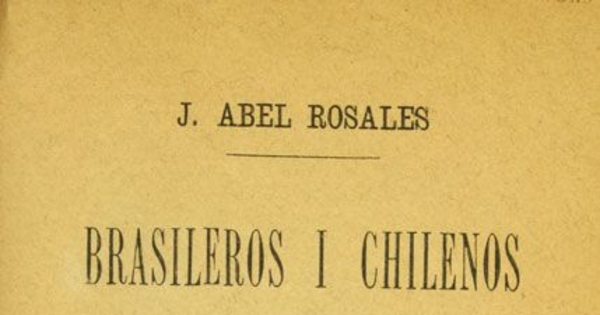 J. ABEL ROSALES
BRASILEROS I CHILENOS